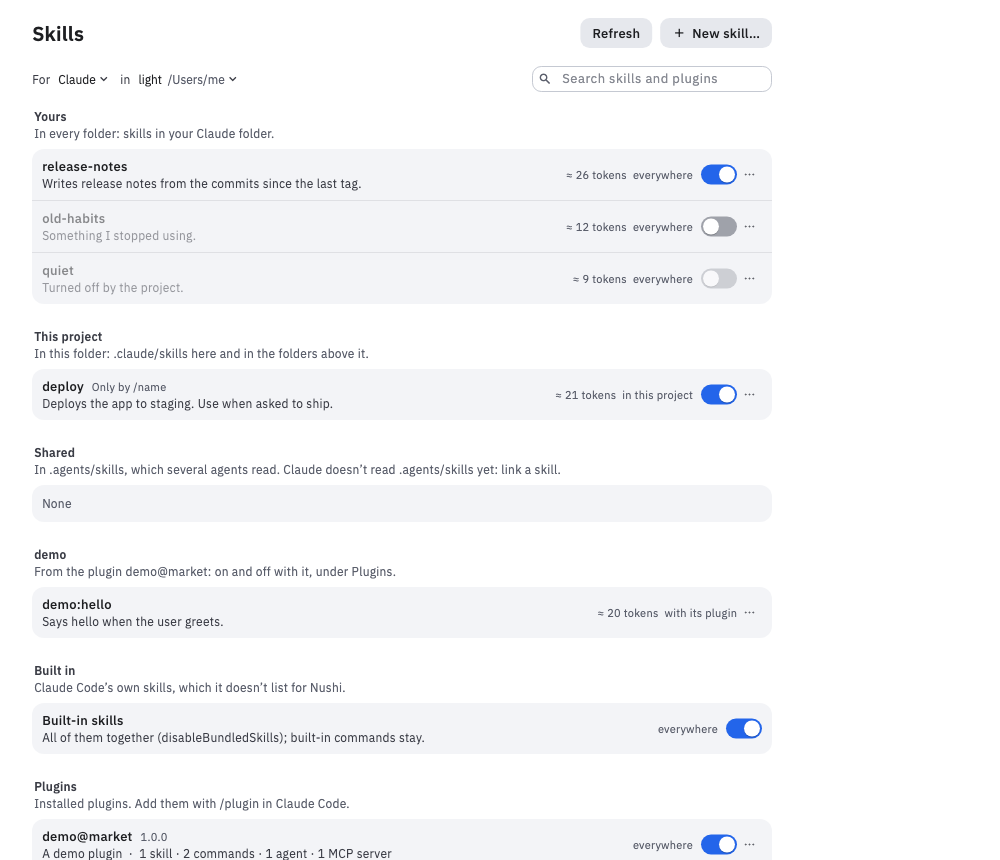 Skills
Refresh
+ New skill...
For Claude in light /Users/me
Search skills and plugins
Yours
In every folder: skills in your Claude folder.
release-notes
Writes release notes from the commits since the last tag.
≈ 26 tokens everywhere
old-habits
Something I stopped using.
≈ 12 tokens everywhere
quiet
Turned off by the project.
≈ 9 tokens everywhere
This project
In this folder: .claude/skills here and in the folders above it.
deploy Only by /name
Deploys the app to staging. Use when asked to ship.
≈ 21 tokens in this project
Shared
In .agents/skills, which several agents read. Claude doesn’t read .agents/skills yet: link a skill.
None
demo
From the plugin demo@market: on and off with it, under Plugins.
demo:hello
Says hello when the user greets.
≈ 20 tokens with its plugin
Built in
Claude Code’s own skills, which it doesn’t list for Nushi.
Built-in skills
All of them together (disableBundledSkills); built-in commands stay.
everywhere
Plugins
Installed plugins. Add them with /plugin in Claude Code.
demo@market 1.0.0
A demo plugin · 1 skill · 2 commands · 1 agent · 1 MCP server
everywhere